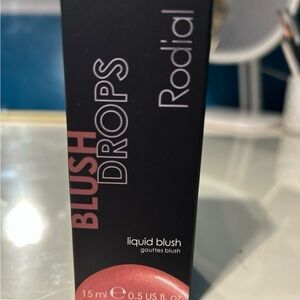 Rodial
BLUSH
DROPS
liquid blush
gouttes blush
15 ml ℮ 0.5 US fl. oz